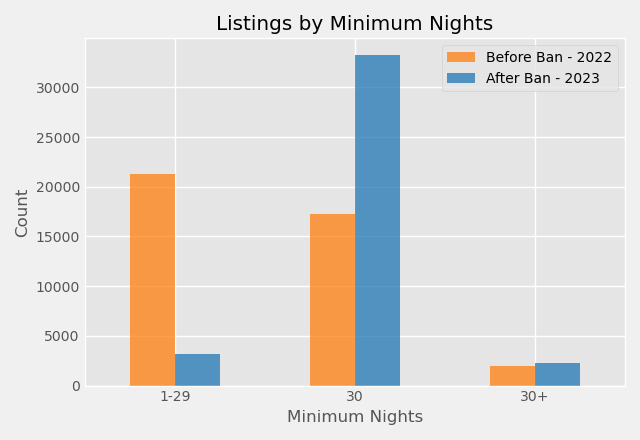 Listings by Minimum Nights
Before Ban - 2022
After Ban - 2023
30000
25000
20000
15000
10000
5000
0
Count
1-29
30
30+
Minimum Nights